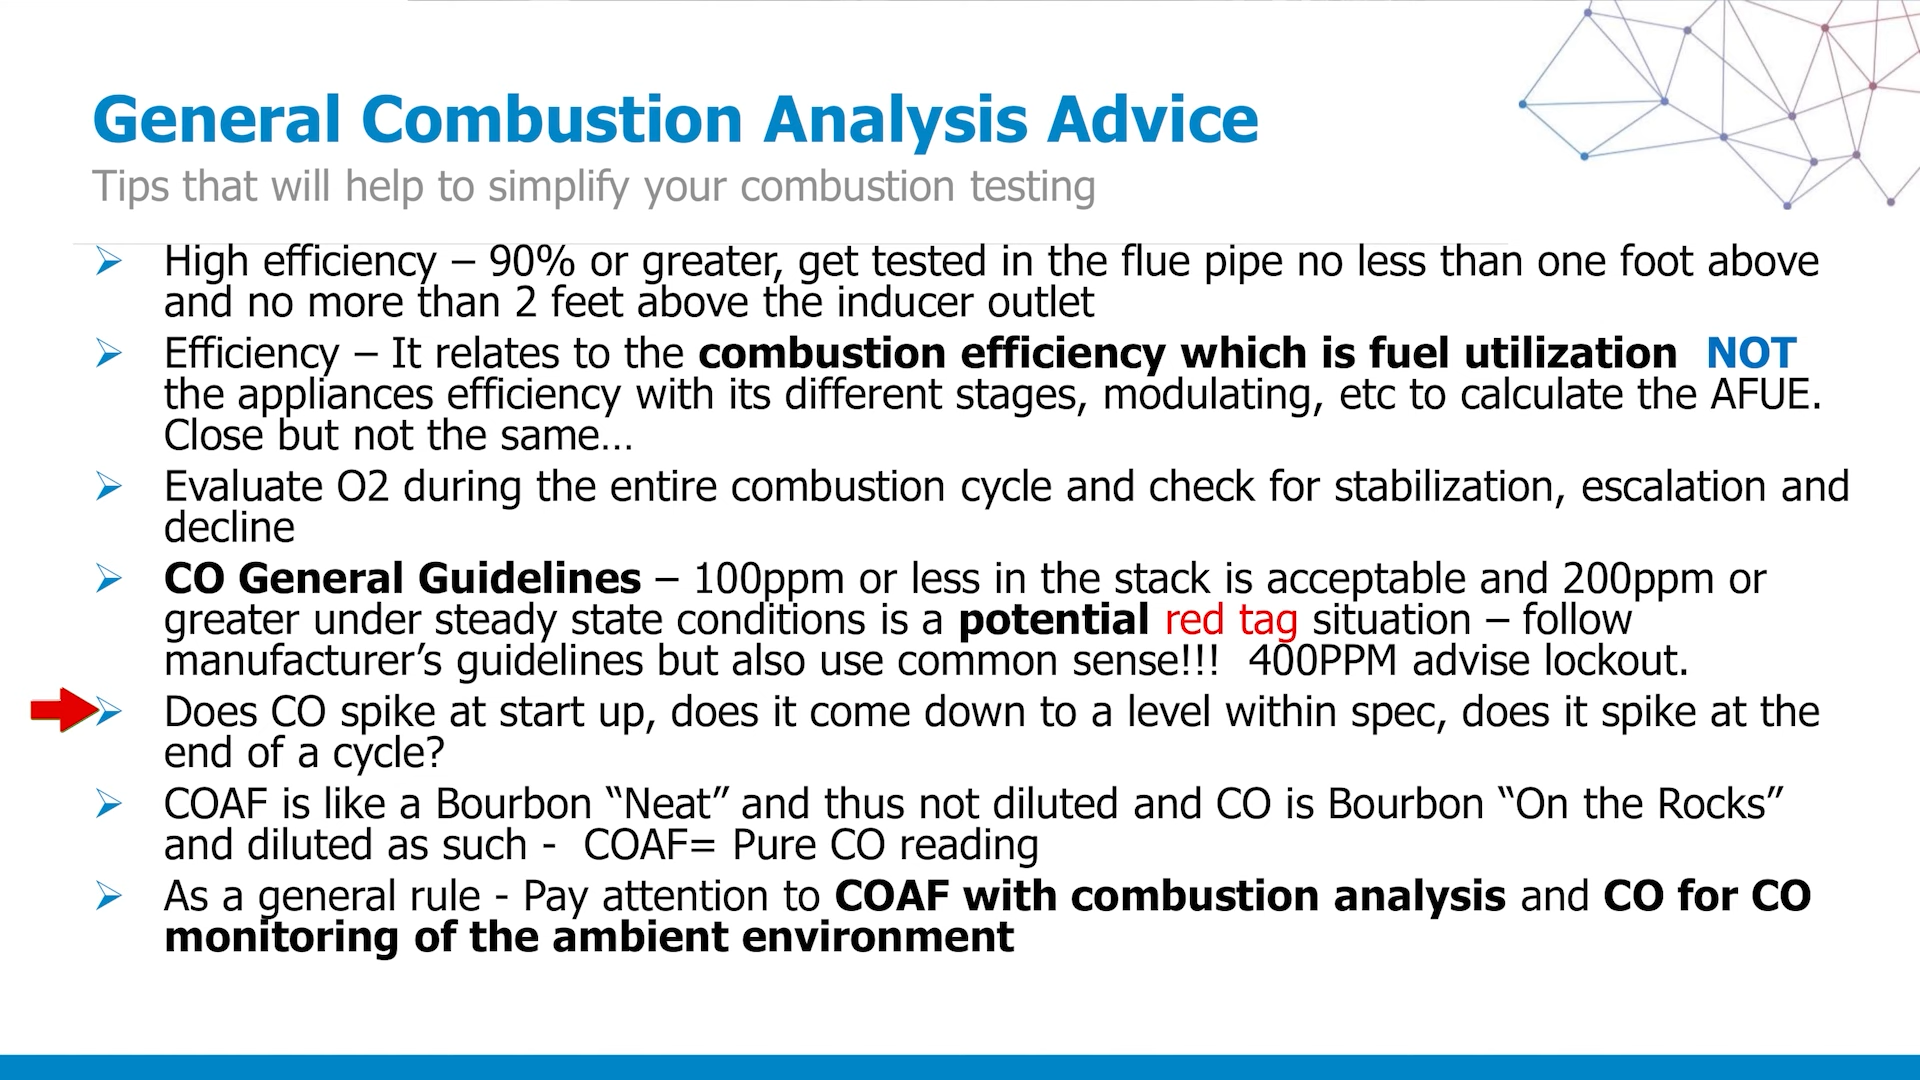 General Combustion Analysis Advice
Tips that will help to simplify your combustion testing
High efficiency – 90% or greater, get tested in the flue pipe no less than one foot above
and no more than 2 feet above the inducer outlet
Efficiency – It relates to the combustion efficiency which is fuel utilization NOT
the appliances efficiency with its different stages, modulating, etc to calculate the AFUE.
Close but not the same…
Evaluate O2 during the entire combustion cycle and check for stabilization, escalation and
decline
CO General Guidelines – 100ppm or less in the stack is acceptable and 200ppm or
greater under steady state conditions is a potential red tag situation – follow
manufacturer’s guidelines but also use common sense!!! 400PPM advise lockout.
Does CO spike at start up, does it come down to a level within spec, does it spike at the
end of a cycle?
COAF is like a Bourbon “Neat” and thus not diluted and CO is Bourbon “On the Rocks”
and diluted as such - COAF= Pure CO reading
As a general rule - Pay attention to COAF with combustion analysis and CO for CO
monitoring of the ambient environment